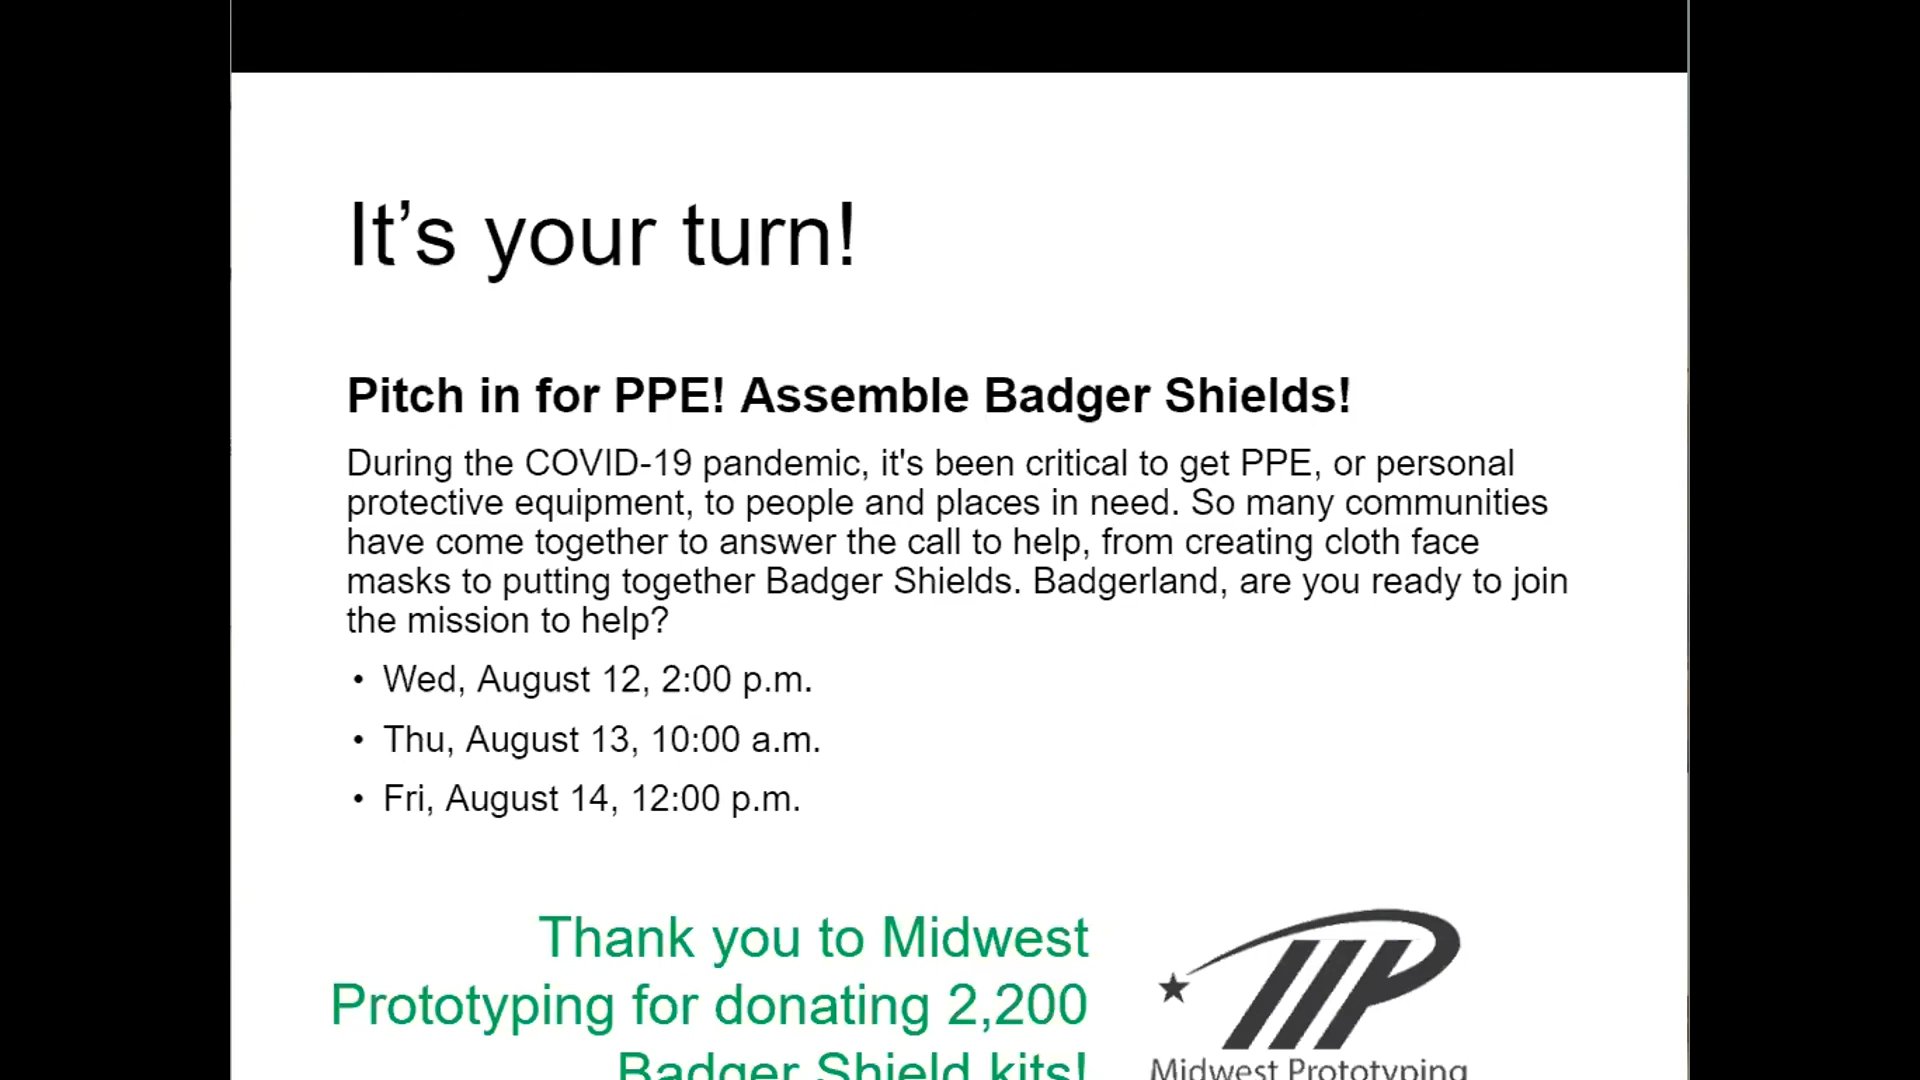 It’s your turn!
Pitch in for PPE! Assemble Badger Shields!
During the COVID-19 pandemic, it's been critical to get PPE, or personal
protective equipment, to people and places in need. So many communities
have come together to answer the call to help, from creating cloth face
masks to putting together Badger Shields. Badgerland, are you ready to join
the mission to help?
• Wed, August 12, 2:00 p.m.
• Thu, August 13, 10:00 a.m.
• Fri, August 14, 12:00 p.m.
Thank you to Midwest
Prototyping for donating 2,200
Badger Shield kits!
MP
Midwest Prototyping